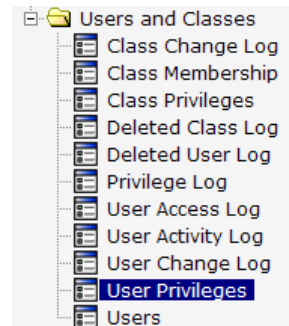 Users and Classes
Class Change Log
Class Membership
Class Privileges
Deleted Class Log
Deleted User Log
Privilege Log
User Access Log
User Activity Log
User Change Log
User Privileges
Users